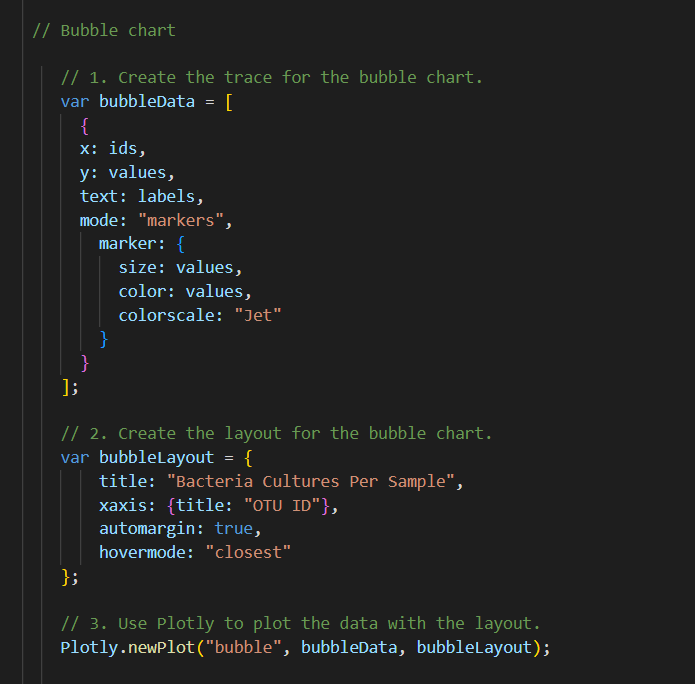 // Bubble chart
// 1. Create the trace for the bubble chart.
var bubbleData = [
{
x: ids,
y: values,
text: labels,
mode: "markers",
marker: {
size: values,
color: values,
colorscale: "Jet"
}
}
];
// 2. Create the layout for the bubble chart.
var bubbleLayout = {
title: "Bacteria Cultures Per Sample",
xaxis: {title: "OTU ID"},
automargin: true,
hovermode: "closest"
};
// 3. Use Plotly to plot the data with the layout.
Plotly.newPlot("bubble", bubbleData, bubbleLayout);